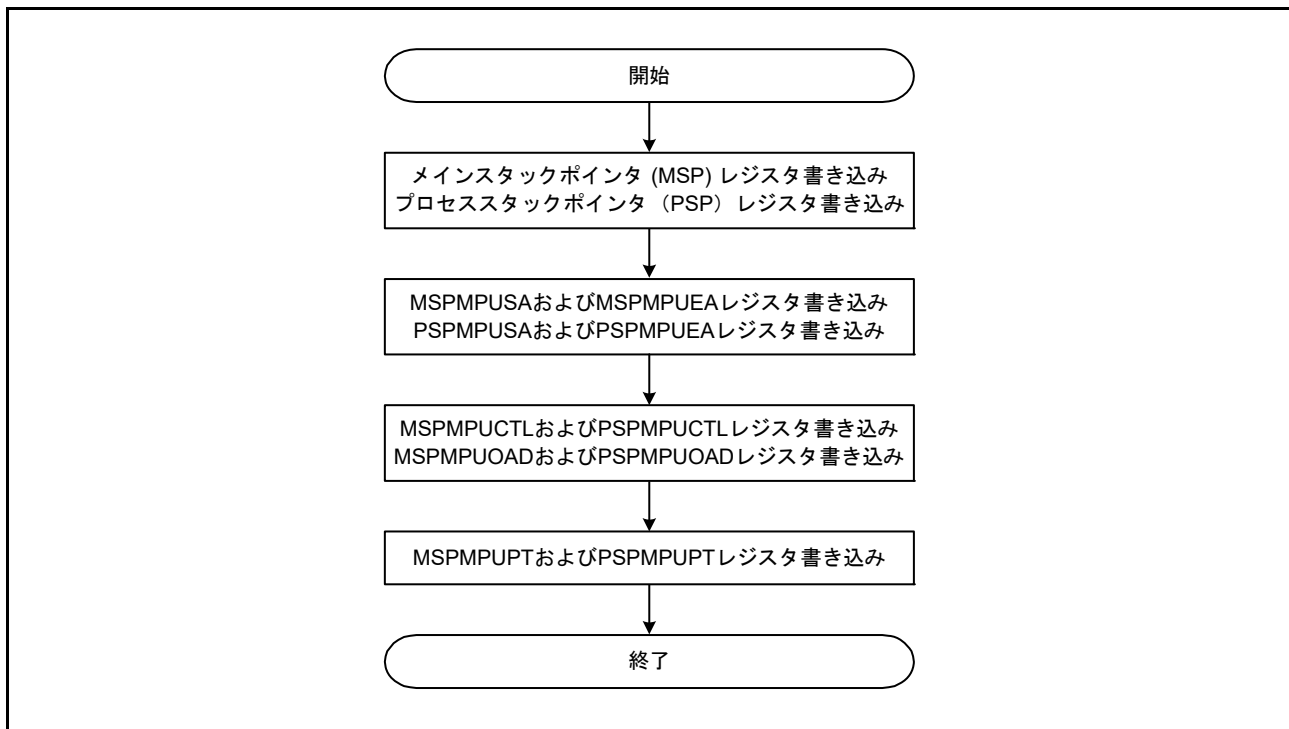 開始
メインスタックポインタ (MSP) レジスタ書き込み
プロセススタックポインタ（PSP）レジスタ書き込み
MSPMPUSAおよびMSPMPUEAレジスタ書き込み
PSPMPUSAおよびPSPMPUEAレジスタ書き込み
MSPMPUCTLおよびPSPMPUCTLレジスタ書き込み
MSPMPUOADおよびPSPMPUOADレジスタ書き込み
MSPMPUPTおよびPSPMPUPTレジスタ書き込み
終了